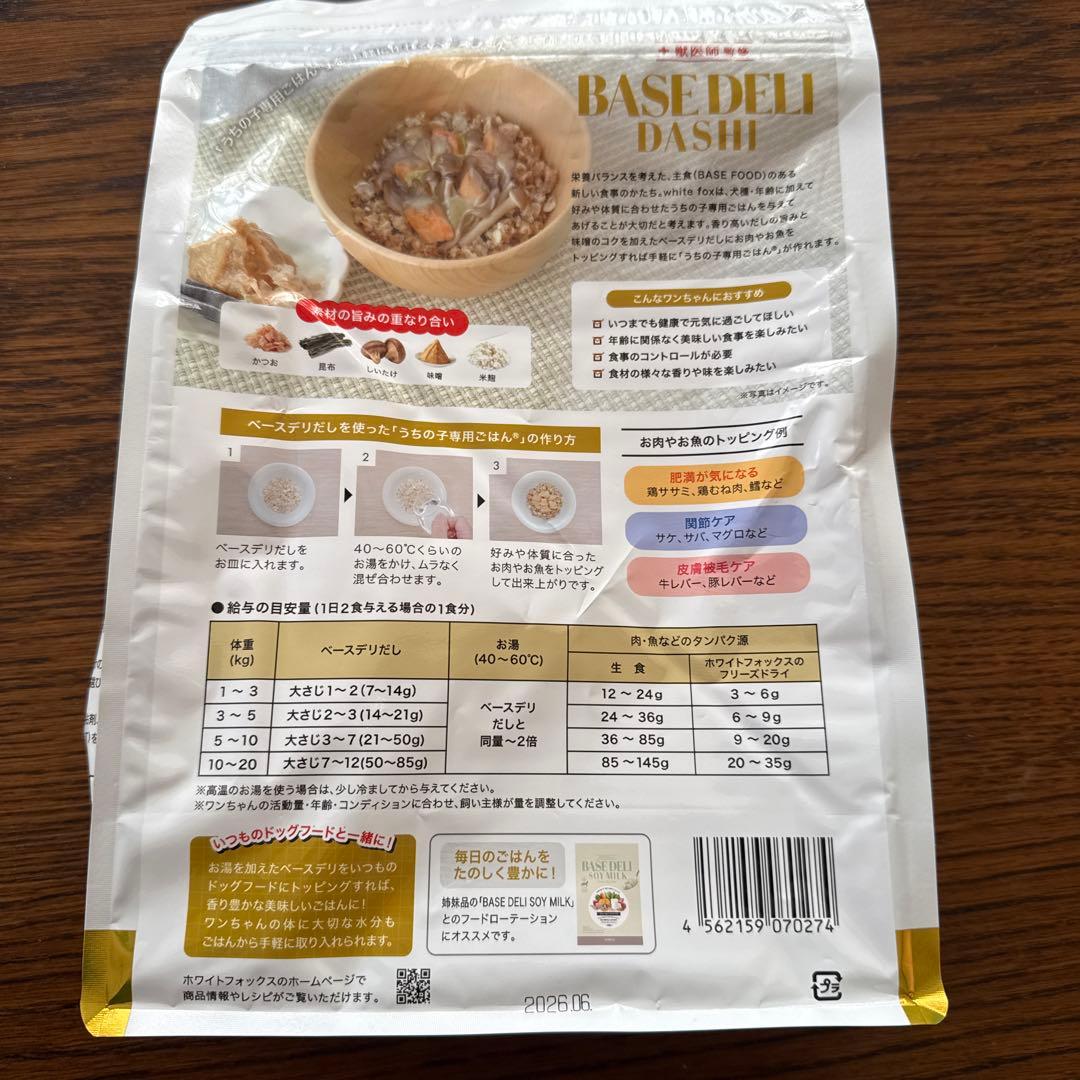 「うちの子専用ごはん®」
+獣医師監修
BASE DELI
DASHI
栄養バランスを考えた、主食(BASE FOOD)のある
新しい食事のかたち。white foxは、犬種・年齢に加えて
好みや体質に合わせたうちの子専用ごはんを与えて
あげることが大切だと考えます。香り高いだしの旨みと
味噌のコクを加えたベースデリだしにお肉やお魚を
トッピングすれば手軽に「うちの子専用ごはん®」が作れます。
こんなワンちゃんにおすすめ
いつまでも健康で元気に過ごしてほしい
年齢に関係なく美味しい食事を楽しみたい
食事のコントロールが必要
食材の様々な香りや味を楽しみたい
※写真はイメージです。
素材の旨みの重なり合い
かつお
昆布
しいたけ
味噌
米麹
ベースデリだしを使った「うちの子専用ごはん®」の作り方
1
2
3
ベースデリだしを
お皿に入れます。
40〜60℃くらいの
お湯をかけ、ムラなく
混ぜ合わせます。
好みや体質に合った
お肉やお魚をトッピング
して出来上がりです。
お肉やお魚のトッピング例
肥満が気になる
鶏ササミ、鶏むね肉、鱈など
関節ケア
サケ、サバ、マグロなど
皮膚被毛ケア
牛レバー、豚レバーなど
●給与の目安量(1日2食与える場合の1食分)
体重(kg) ベースデリだし お湯(40〜60℃) 肉・魚などのタンパク源
生食 ホワイトフォックスのフリーズドライ
1〜3 大さじ1〜2(7〜14g) 12〜24g 3〜6g
3〜5 大さじ2〜3(14〜21g) 24〜36g 6〜9g
5〜10 大さじ3〜7(21〜50g) 36〜85g 9〜20g
10〜20 大さじ7〜12(50〜85g) 85〜145g 20〜35g
ベースデリ
だしと
同量〜2倍
※高温のお湯を使う場合は、少し冷ましてから与えてください。
※ワンちゃんの活動量・年齢・コンディションに合わせ、飼い主様が量を調整してください。
いつものドッグフードと一緒に!
お湯を加えたベースデリをいつもの
ドッグフードにトッピングすれば、
香り豊かな美味しいごはんに!
ワンちゃんの体に大切な水分も
ごはんから手軽に取り入れられます。
毎日のごはんを
たのしく豊かに!
姉妹品の「BASE DELI SOY MILK」
とのフードローテーション
にオススメです。
BASE DELI
SOY MILK
4 562159 070274
ホワイトフォックスのホームページで
商品情報やレシピがご覧いただけます。
2026.06.
プラ